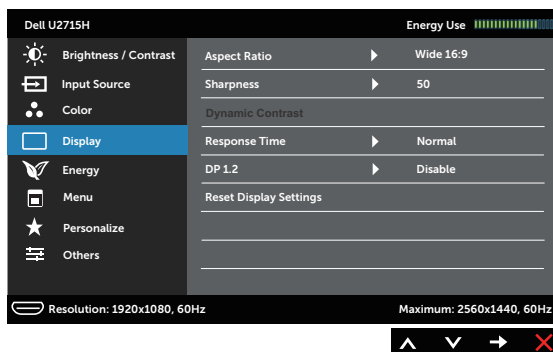 Dell U2715H Energy Use
Brightness / Contrast Aspect Ratio Wide 16:9
Input Source Sharpness 50
Color Dynamic Contrast
Display Response Time Normal
Energy DP 1.2 Disable
Menu Reset Display Settings
Personalize
Others
Resolution: 1920x1080, 60Hz Maximum: 2560x1440, 60Hz